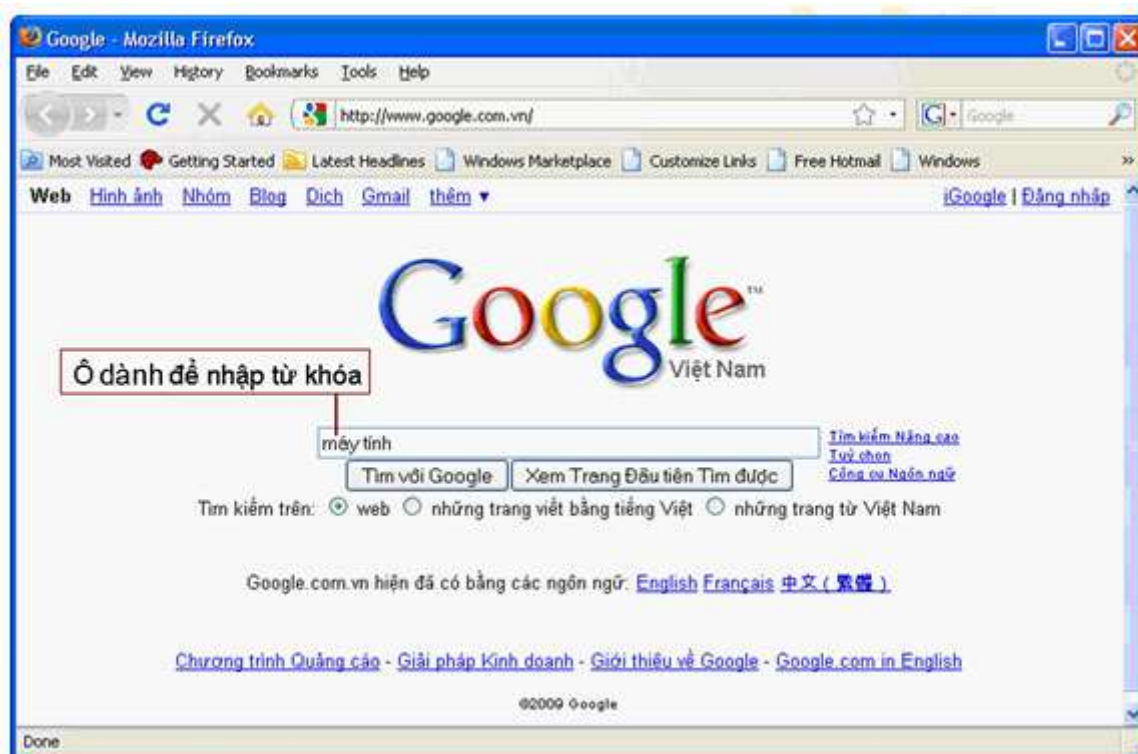 Google - Mozilla Firefox
File Edit View History Bookmarks Tools Help
http://www.google.com.vn/ G Google
Most Visited Getting Started Latest Headlines Windows Marketplace Customize Links Free Hotmail Windows »
Web Hình ảnh Nhóm Blog Dịch Gmail thêm ▼ iGoogle | Đăng nhập
Google™
Việt Nam
Ô dành để nhập từ khóa
máy tính
Tìm kiếm Nâng cao
Tuỳ chọn
Công cụ Ngôn ngữ
Tìm với Google Xem Trang Đầu tiên Tìm được
Tìm kiếm trên: web những trang viết bằng tiếng Việt những trang từ Việt Nam
Google.com.vn hiện đã có bằng các ngôn ngữ: English Français 中文 (繁體)
Chương trình Quảng cáo - Giải pháp Kinh doanh - Giới thiệu về Google - Google.com in English
©2009 Google
Done